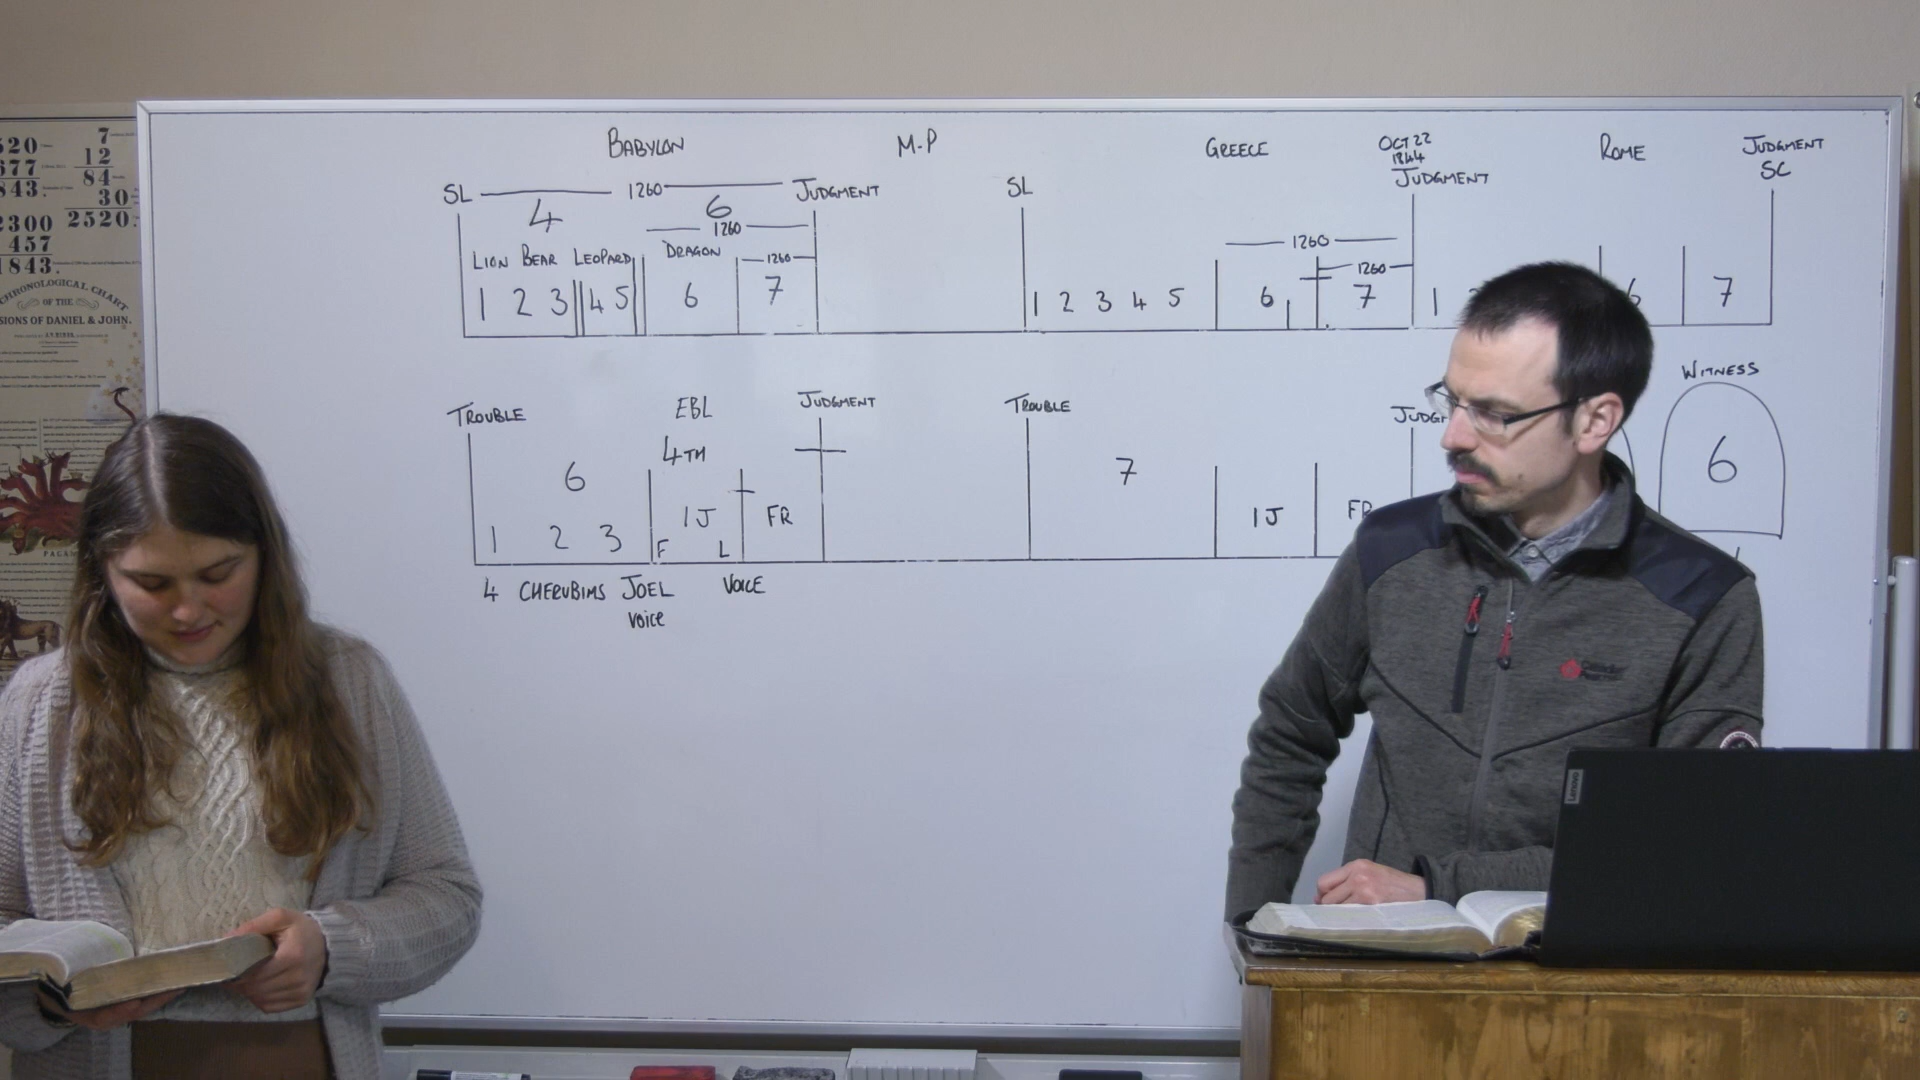 BABYLON M-P GREECE OCT 22 1844 JUDGMENT ROME JUDGMENT SC
SL 1260 JUDGMENT SL
4 6
1260
1260
LION BEAR LEOPARD DRAGON 1260 1260
1 2 3 4 5 6 7 1 2 3 4 5 6 7 1 6 7
TROUBLE EBL JUDGMENT TROUBLE WITNESS
4TH
6 7 6
1 2 3 1J FR 1J FR
F L
4 CHERUBIMS JOEL VOICE
VOICE
7
12
84
30
2520
843.
2300
457
1843.
CHRONOLOGICAL CHART
OF THE
SIONS OF DANIEL & JOHN.
Lenovo